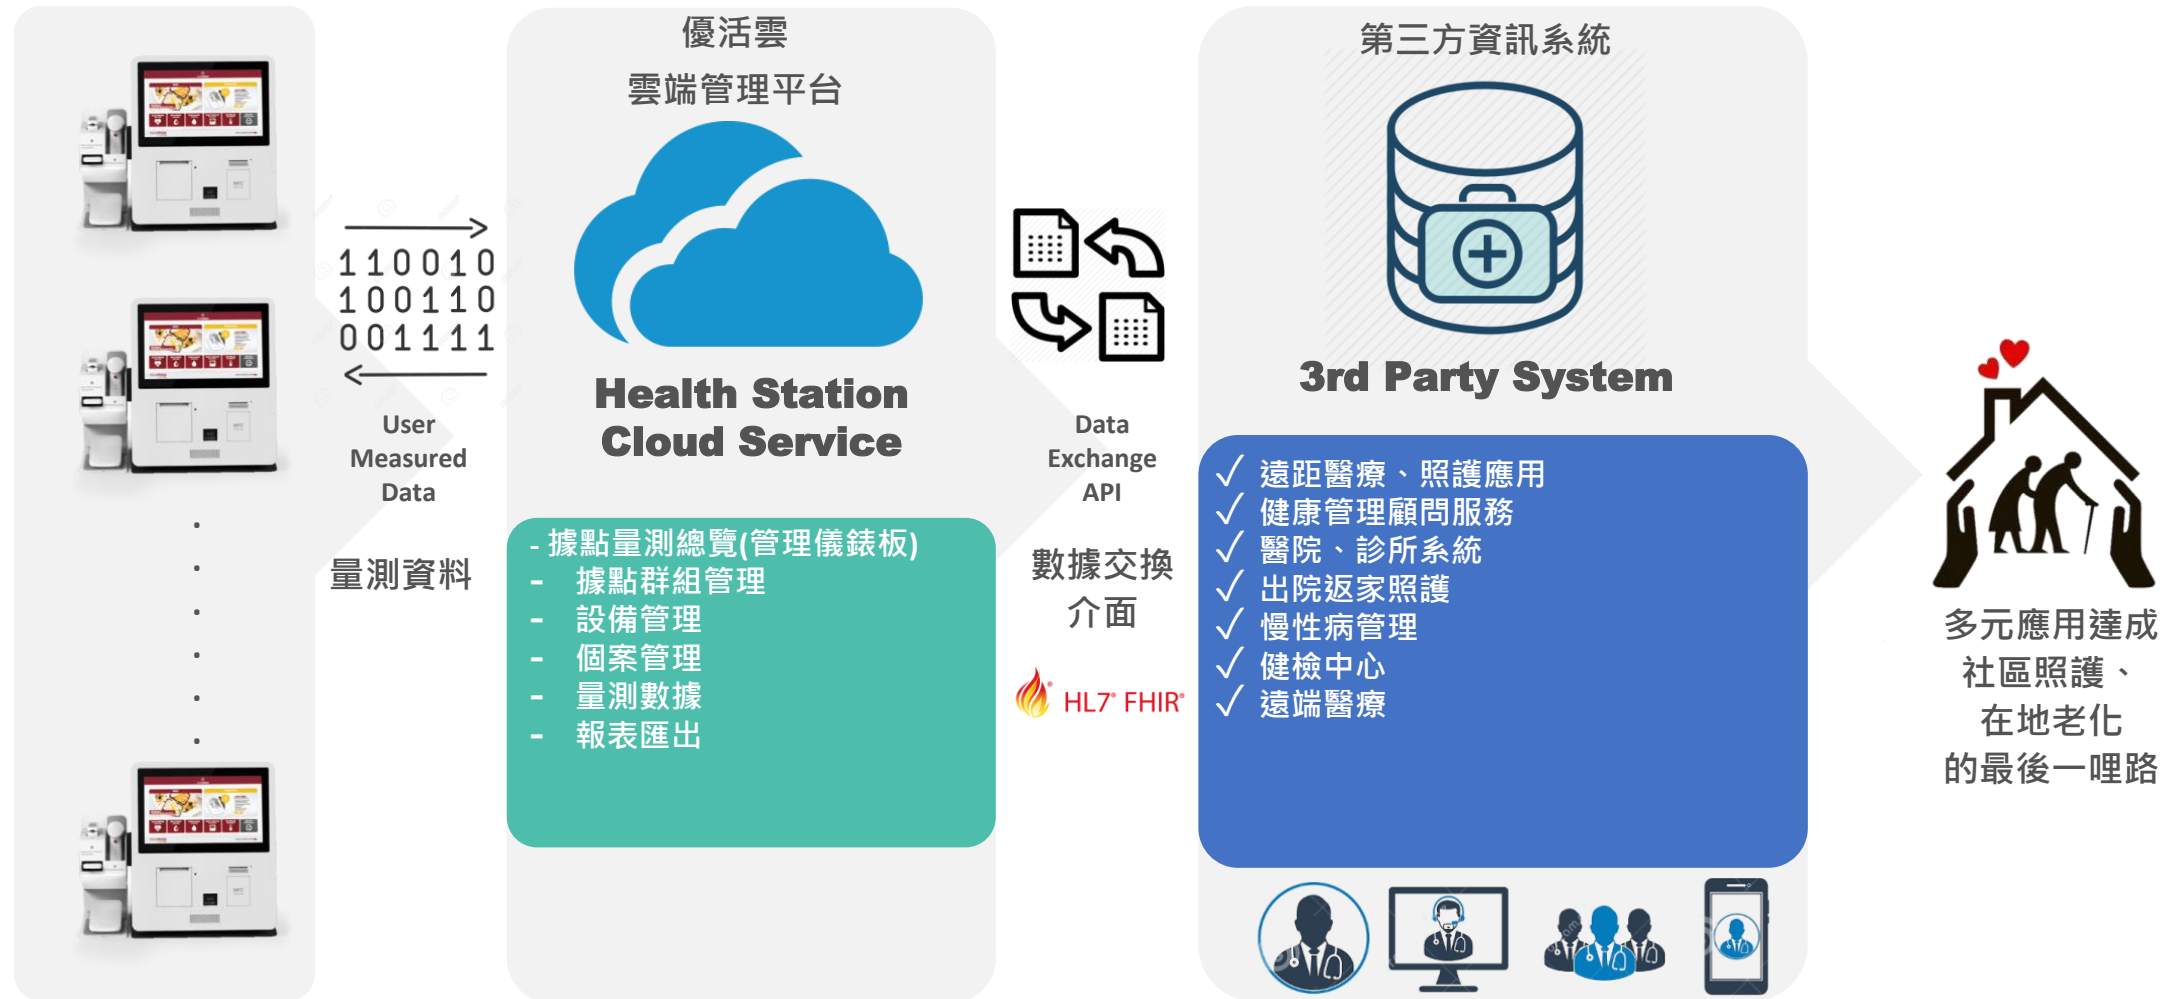 110010
100110
001111
User
Measured
Data
量測資料
優活雲
雲端管理平台
Health Station
Cloud Service
- 據點量測總覽(管理儀錶板)
- 據點群組管理
- 設備管理
- 個案管理
- 量測數據
- 報表匯出
Data
Exchange
API
數據交換
介面
HL7® FHIR®
第三方資訊系統
3rd Party System
✓ 遠距醫療、照護應用
✓ 健康管理顧問服務
✓ 醫院、診所系統
✓ 出院返家照護
✓ 慢性病管理
✓ 健檢中心
✓ 遠端醫療
多元應用達成
社區照護、
在地老化
的最後一哩路